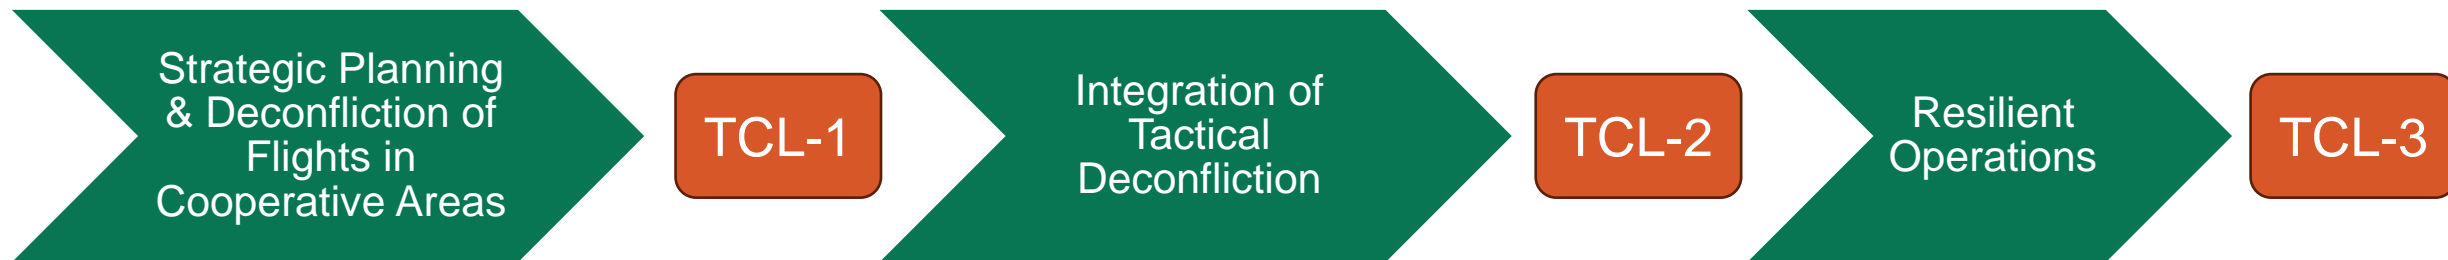 Strategic Planning
& Deconfliction of
Flights in
Cooperative Areas
TCL-1
Integration of
Tactical
Deconfliction
TCL-2
Resilient
Operations
TCL-3